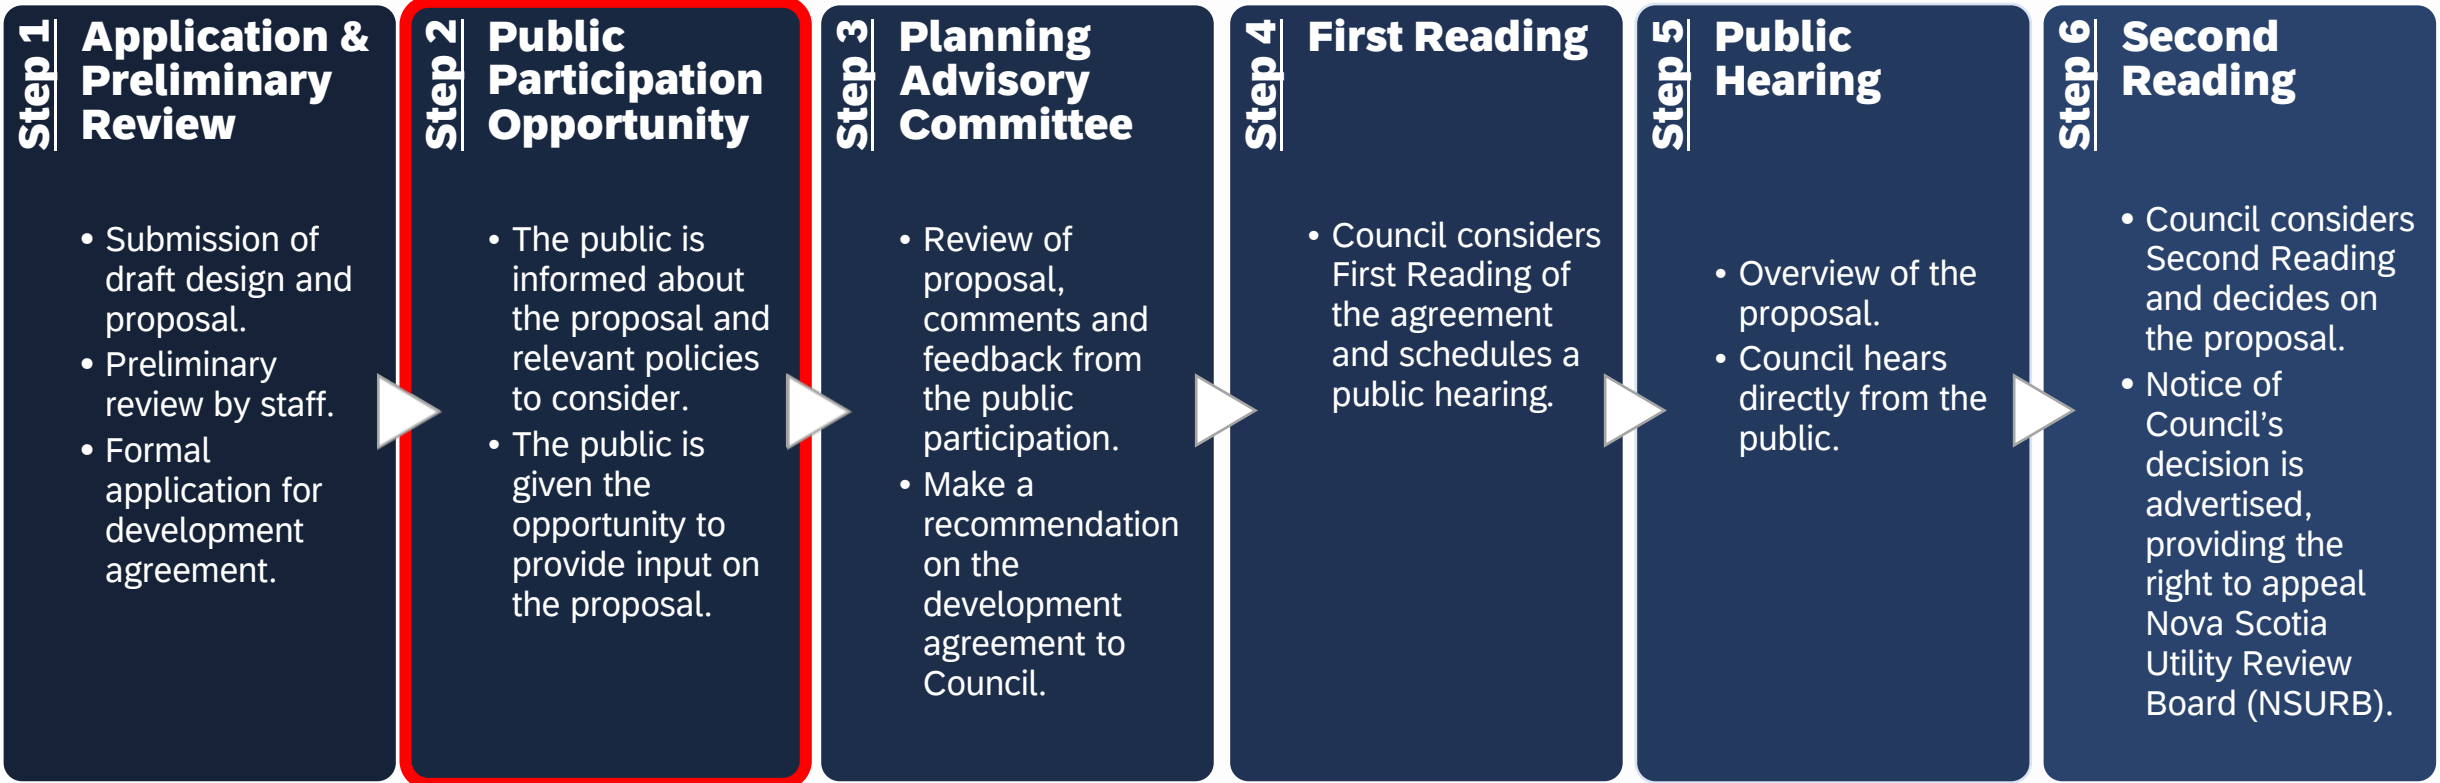 Step 1
Application &
Preliminary
Review
• Submission of
draft design and
proposal.
• Preliminary
review by staff.
• Formal
application for
development
agreement.
Step 2
Public
Participation
Opportunity
• The public is
informed about
the proposal and
relevant policies
to consider.
• The public is
given the
opportunity to
provide input on
the proposal.
Step 3
Planning
Advisory
Committee
• Review of
proposal,
comments and
feedback from
the public
participation.
• Make a
recommendation
on the
development
agreement to
Council.
Step 4
First Reading
• Council considers
First Reading of
the agreement
and schedules a
public hearing.
Step 5
Public
Hearing
• Overview of the
proposal.
• Council hears
directly from the
public.
Step 6
Second
Reading
• Council considers
Second Reading
and decides on
the proposal.
• Notice of
Council’s
decision is
advertised,
providing the
right to appeal
Nova Scotia
Utility Review
Board (NSURB).